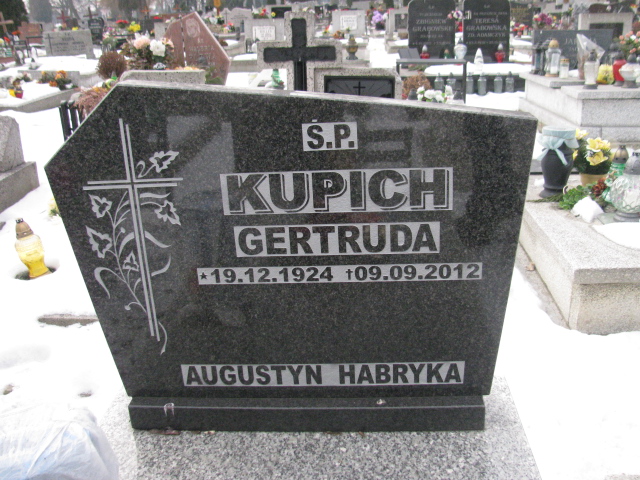 Ś.P.
KUPICH
GERTRUDA
*19.12.1924 †09.09.2012
AUGUSTYN HABRYKA